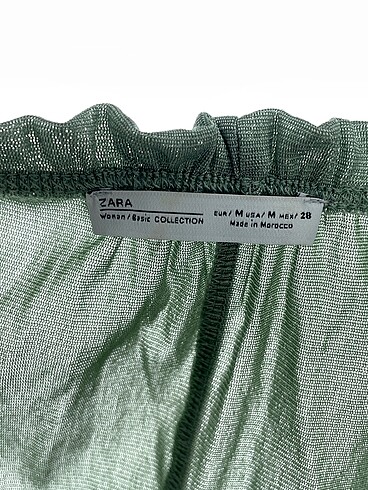 ZARA
Woman / Basic COLLECTION
EUR/ M USA/ M MEX/ 28
Made in Morocco